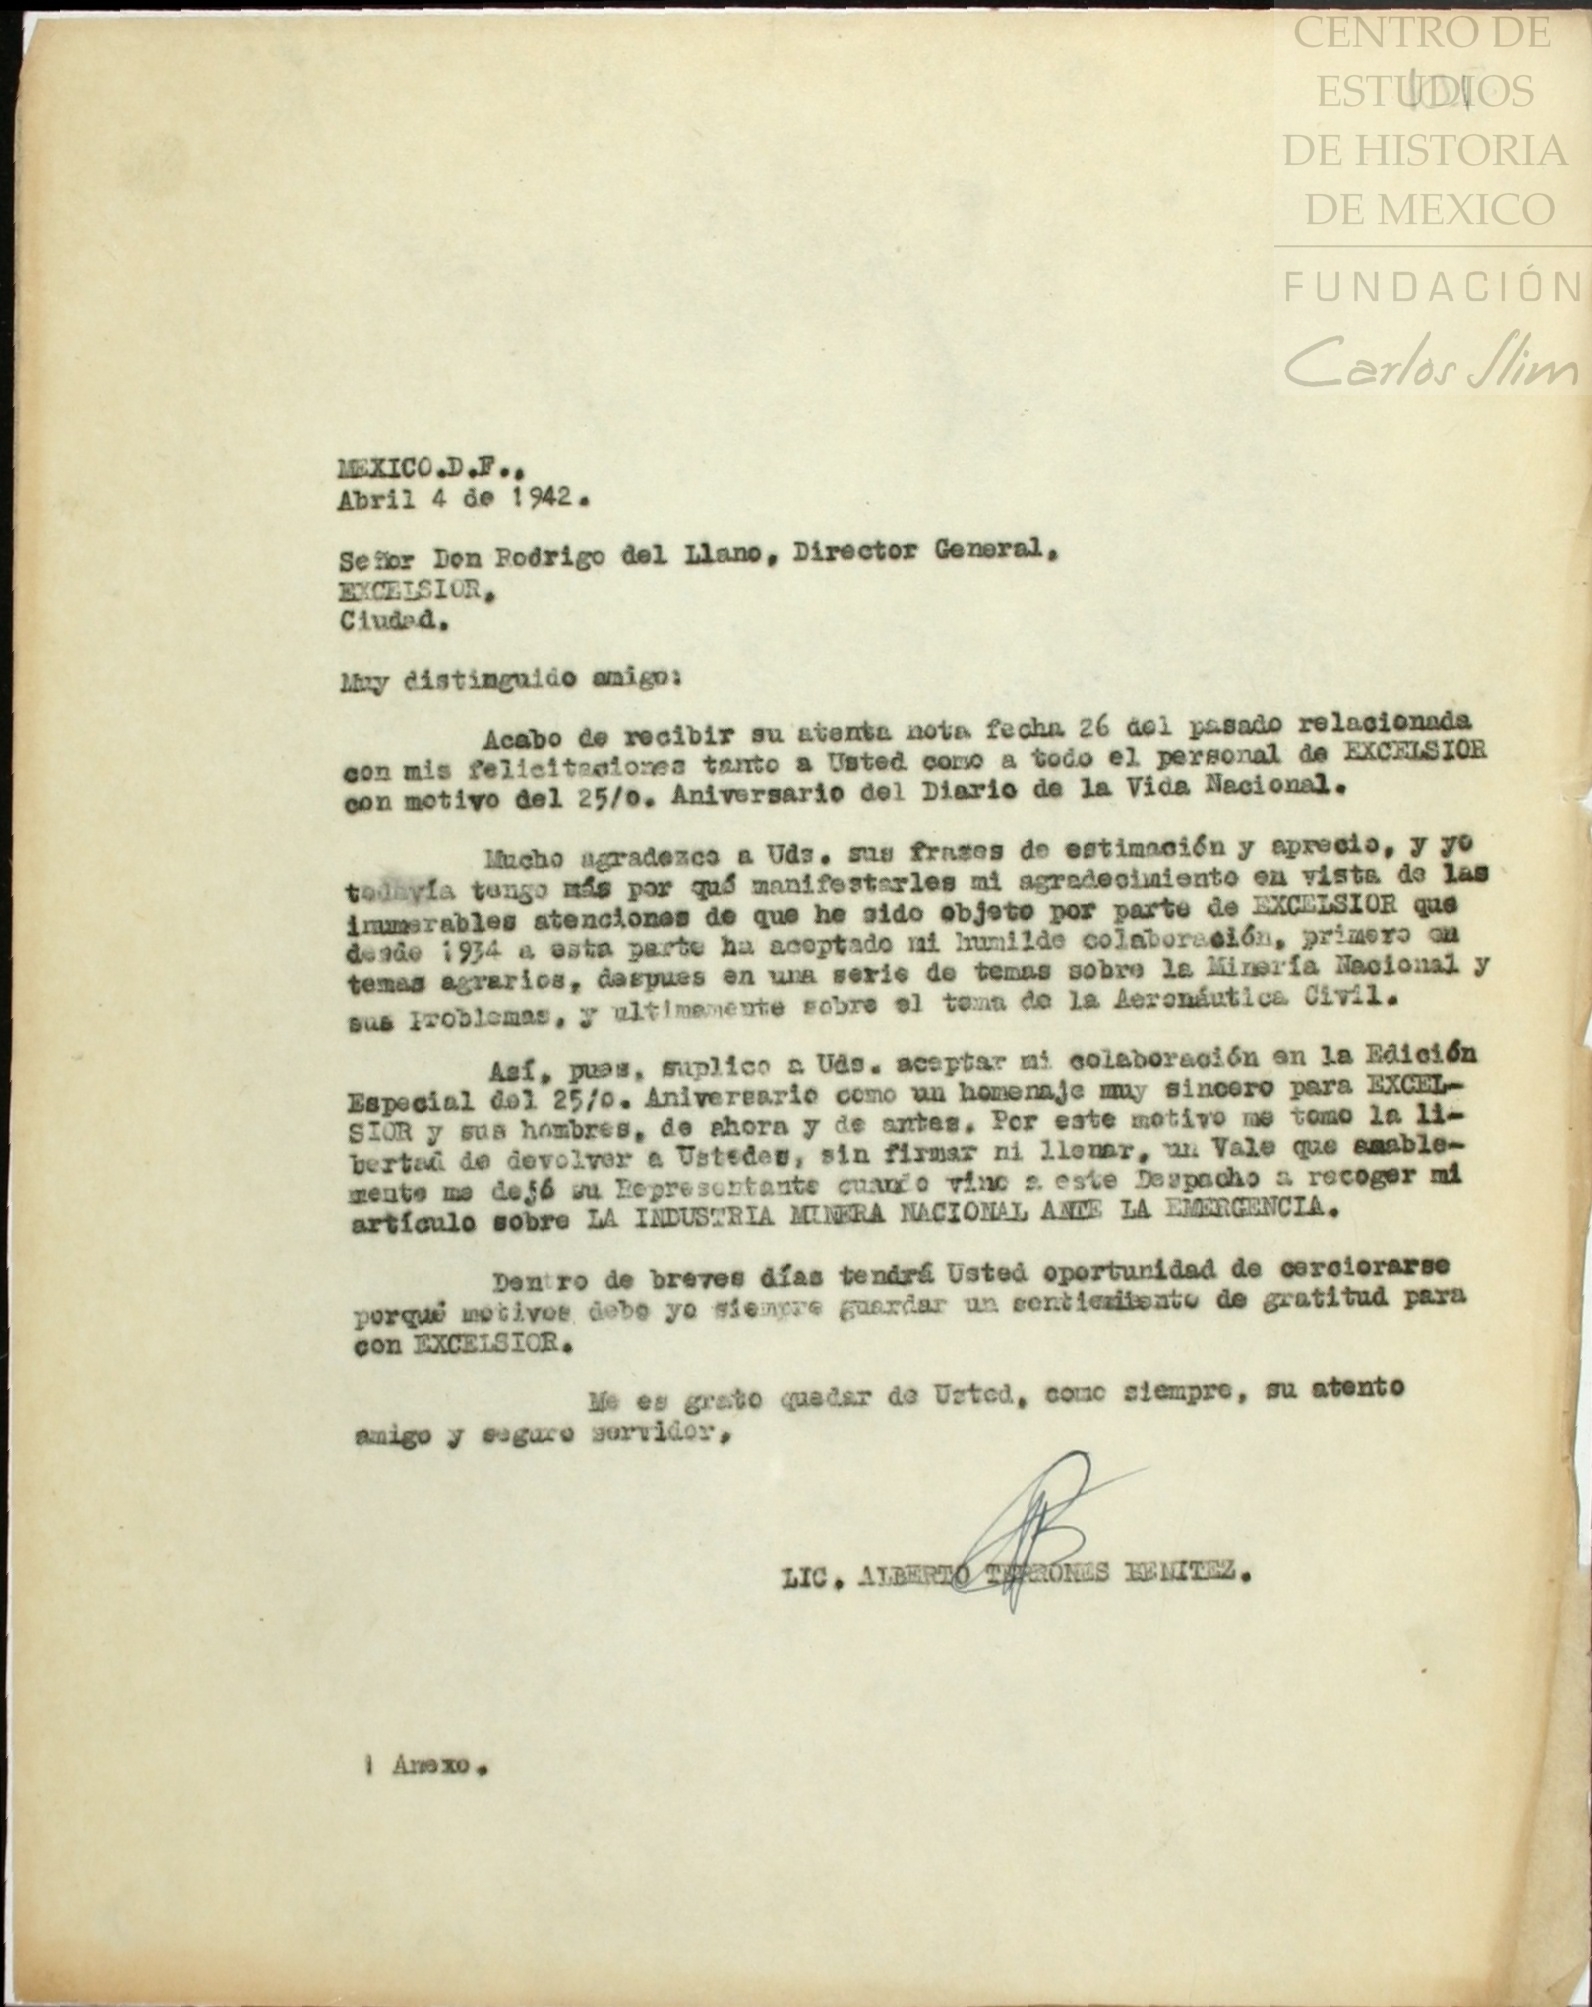 CENTRO DE
ESTUDIOS
DE HISTORIA
DE MEXICO
FUNDACIÓN
Carlos Slim
MEXICO.D.F.,
Abril 4 de 1942.
Señor Don Rodrigo del Llano, Director General,
EXCELSIOR,
Ciudad.
Muy distinguido amigo:
Acabo de recibir su atenta nota fecha 26 del pasado relacionada
con mis felicitaciones tanto a Usted como a todo el personal de EXCELSIOR
con motivo del 25/o. Aniversario del Diario de la Vida Nacional.
Mucho agradezco a Uds. sus frases de estimación y aprecio, y yo
todavía tengo más por qué manifestarles mi agradecimiento en vista de las
inumerables atenciones de que he sido objeto por parte de EXCELSIOR que
desde 1934 a esta parte ha aceptado mi humilde colaboración, primero en
temas agrarios, despues en una serie de temas sobre la Minería Nacional y
sus Problemas, y ultimamente sobre el tema de la Aeronáutica Civil.
Así, pues, suplico a Uds. aceptar mi colaboración en la Edición
Especial del 25/o. Aniversario como un homenaje muy sincero para EXCEL-
SIOR y sus hombres, de ahora y de antes. Por este motivo me tomo la li-
bertad de devolver a Ustedes, sin firmar ni llenar, un Vale que amable-
mente me dejó su Representante cuando vino a este Despacho a recoger mi
artículo sobre LA INDUSTRIA MINERA NACIONAL ANTE LA EMERGENCIA.
Dentro de breves días tendrá Usted oportunidad de cerciorarse
porqué motivos debo yo siempre guardar un sentimiento de gratitud para
con EXCELSIOR.
Me es grato quedar de Usted, como siempre, su atento
amigo y seguro servidor,
LIC. ALBERTO TERRONES BENITEZ.
1 Anexo.